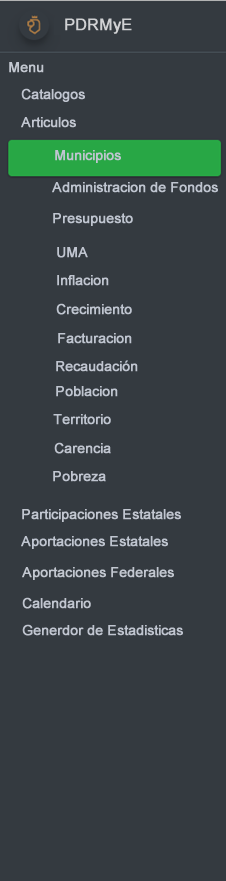 PDRMyE
Menu
Catalogos
Articulos
Municipios
Administracion de Fondos
Presupuesto
UMA
Inflacion
Crecimiento
Facturacion
Recaudación
Poblacion
Territorio
Carencia
Pobreza
Participaciones Estatales
Aportaciones Estatales
Aportaciones Federales
Calendario
Generdor de Estadisticas